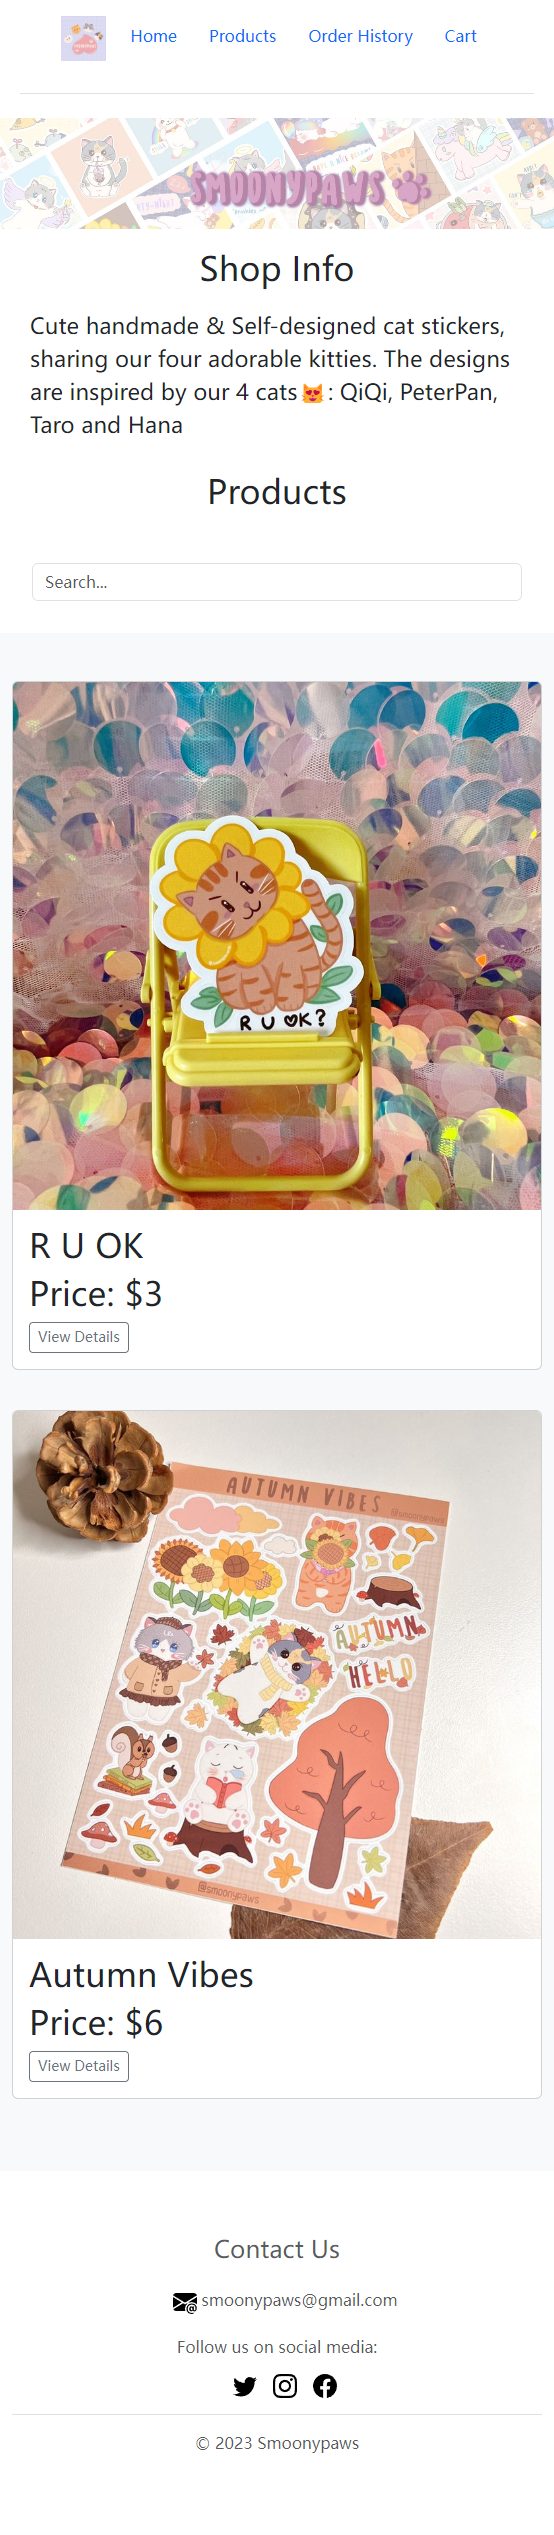 Home Products Order History Cart
SMOONYPAWS
Shop Info
Cute handmade & Self-designed cat stickers,
sharing our four adorable kitties. The designs
are inspired by our 4 cats😻: QiQi, PeterPan,
Taro and Hana
Products
Search...
R U OK?
R U OK
Price: $3
View Details
AUTUMN VIBES
@smoonypaws
AUTUMN
HELLO
@smoonypaws
Autumn Vibes
Price: $6
View Details
Contact Us
smoonypaws@gmail.com
Follow us on social media:
© 2023 Smoonypaws